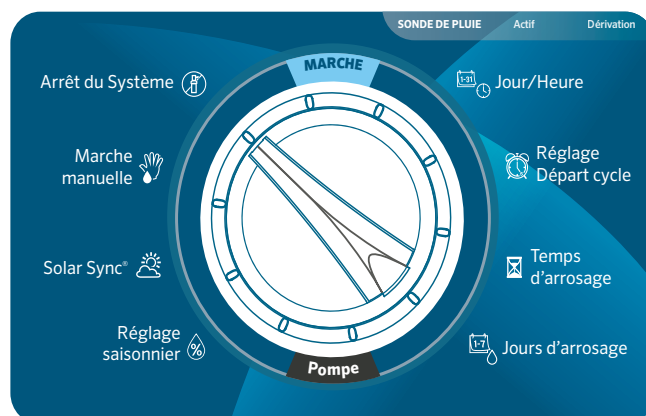 SONDE DE PLUIE Actif Dérivation
MARCHE
Arrêt du Système
1-31 Jour/Heure
Marche
manuelle
Réglage
Départ cycle
Solar Sync®
Temps
d'arrosage
Réglage
saisonnier %
1-7 Jours d'arrosage
Pompe